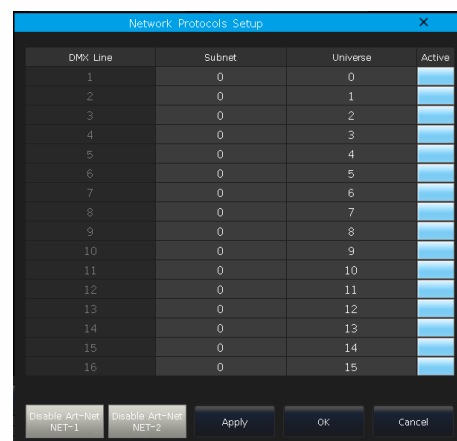 Network Protocols Setup X
DMX Line Subnet Universe Active
1 0 0
2 0 1
3 0 2
4 0 3
5 0 4
6 0 5
7 0 6
8 0 7
9 0 8
10 0 9
11 0 10
12 0 11
13 0 12
14 0 13
15 0 14
16 0 15
Disable Art-Net NET-1 Disable Art-Net NET-2 Apply OK Cancel